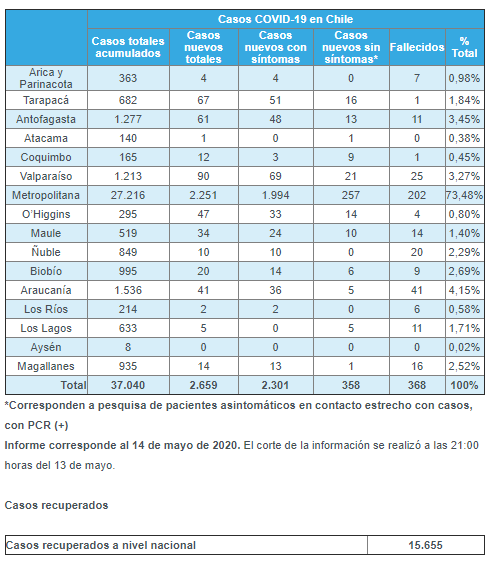 Casos COVID-19 en Chile
Casos totales acumulados Casos nuevos totales Casos nuevos con síntomas Casos nuevos sin síntomas* Fallecidos % Total
Arica y Parinacota 363 4 4 0 7 0,98%
Tarapacá 682 67 51 16 1 1,84%
Antofagasta 1.277 61 48 13 11 3,45%
Atacama 140 1 0 1 0 0,38%
Coquimbo 165 12 3 9 1 0,45%
Valparaíso 1.213 90 69 21 25 3,27%
Metropolitana 27.216 2.251 1.994 257 202 73,48%
O'Higgins 295 47 33 14 4 0,80%
Maule 519 34 24 10 14 1,40%
Ñuble 849 10 10 0 20 2,29%
Biobío 995 20 14 6 9 2,69%
Araucanía 1.536 41 36 5 41 4,15%
Los Ríos 214 2 2 0 6 0,58%
Los Lagos 633 5 0 5 11 1,71%
Aysén 8 0 0 0 0 0,02%
Magallanes 935 14 13 1 16 2,52%
Total 37.040 2.659 2.301 358 368 100%
*Corresponden a pesquisa de pacientes asintomáticos en contacto estrecho con casos,
con PCR (+)
Informe corresponde al 14 de mayo de 2020. El corte de la información se realizó a las 21:00
horas del 13 de mayo.
Casos recuperados
Casos recuperados a nivel nacional 15.655